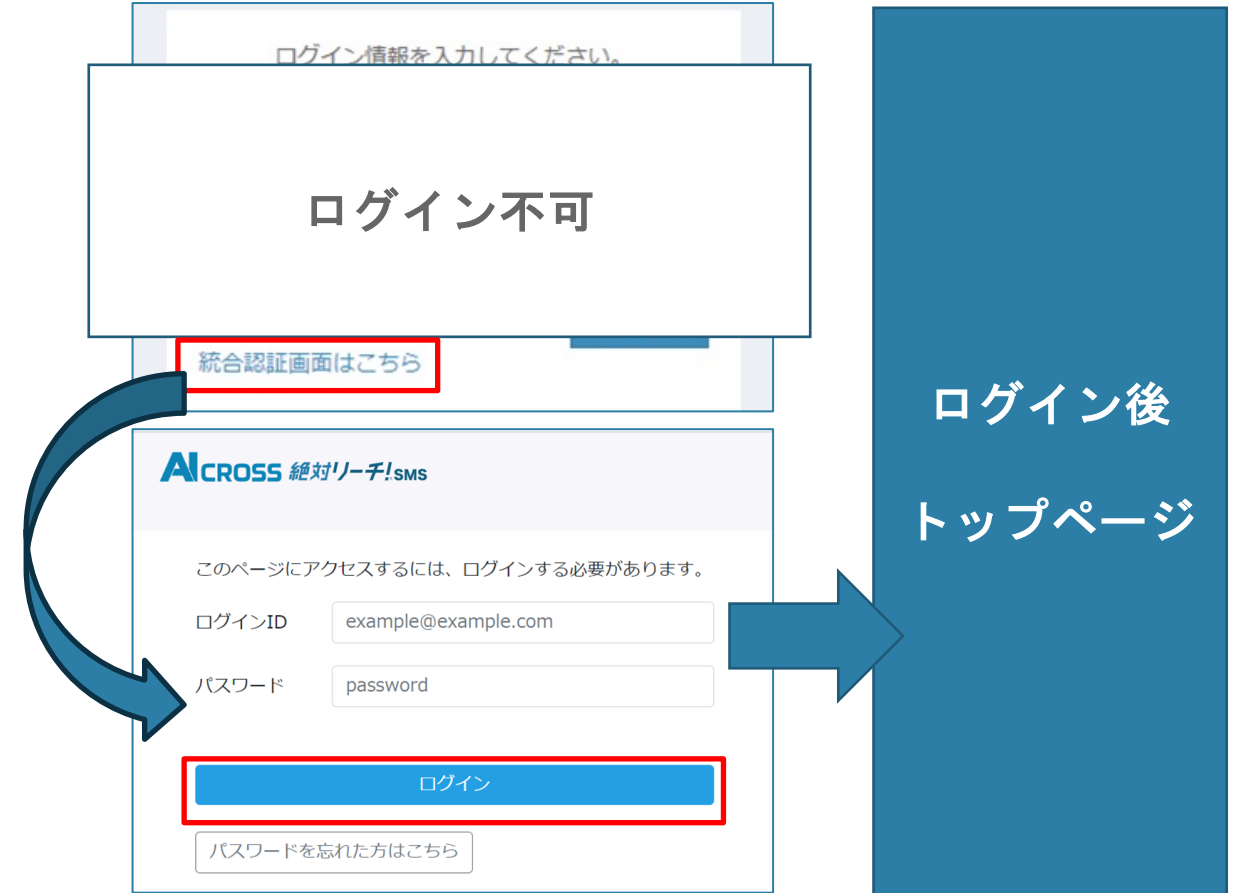 ログイン情報を入力してください。
ログイン不可
統合認証画面はこちら
AI CROSS 絶対リーチ!SMS
このページにアクセスするには、ログインする必要があります。
ログインID
example@example.com
パスワード
password
ログイン
パスワードを忘れた方はこちら
ログイン後
トップページ